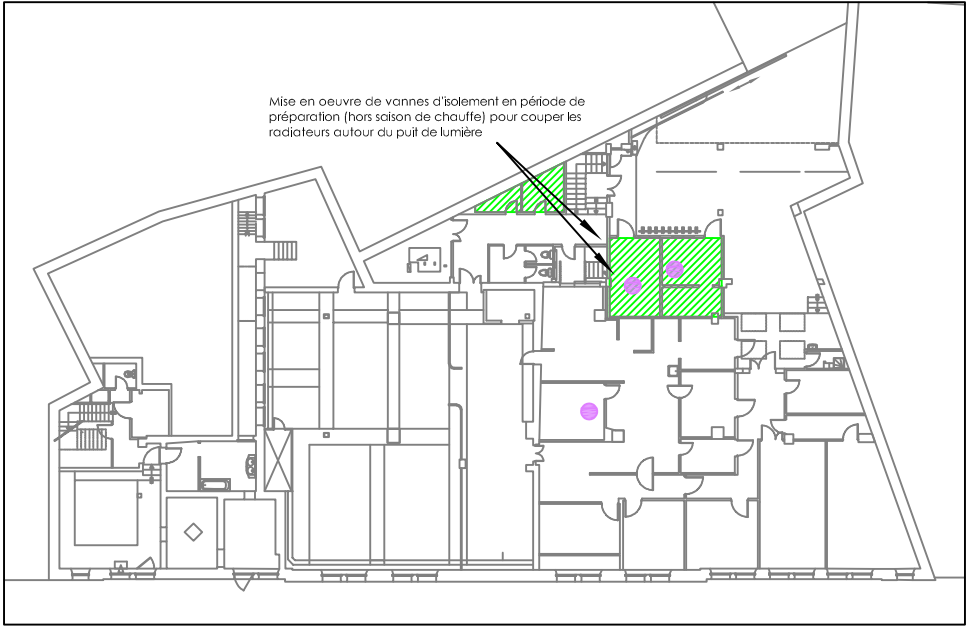 Mise en oeuvre de vannes d'isolement en période de
préparation (hors saison de chauffe) pour couper les
radiateurs autour du puit de lumière